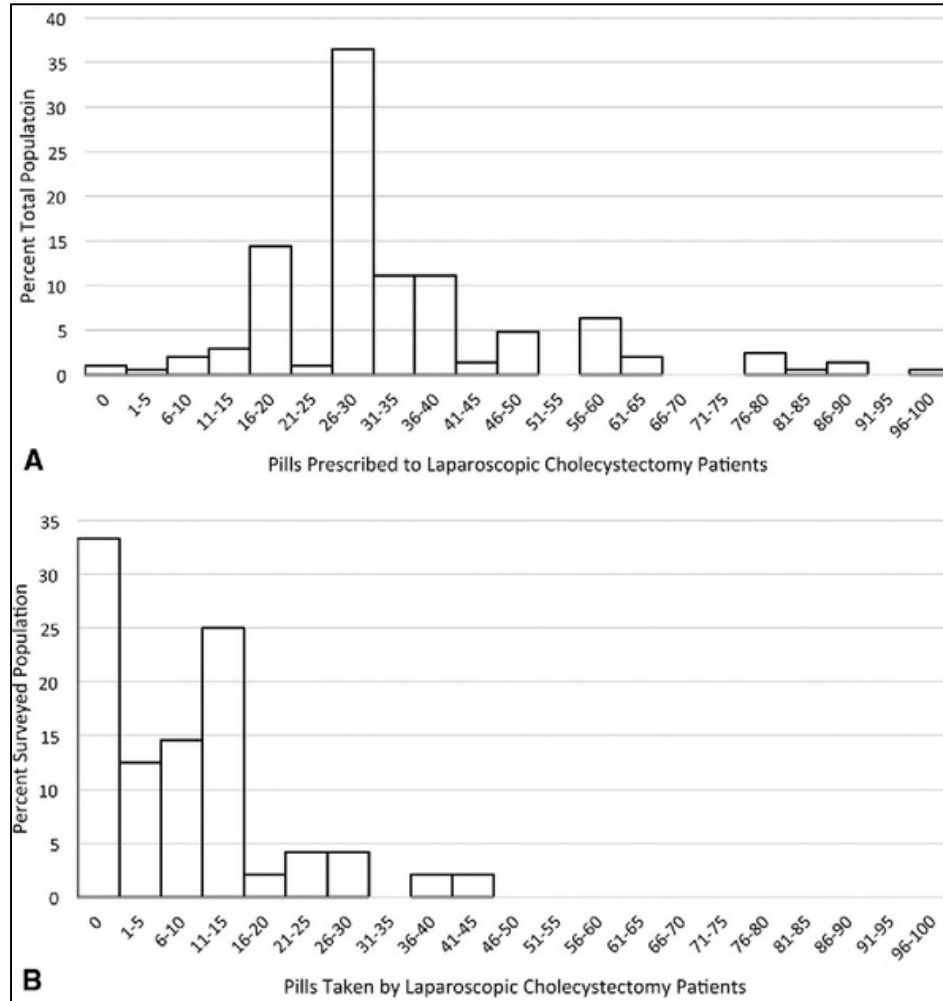 40
35
30
25
20
15
10
5
0
Percent Total Populatoin
0 1-5 6-10 11-15 16-20 21-25 26-30 31-35 36-40 41-45 46-50 51-55 56-60 61-65 66-70 71-75 76-80 81-85 86-90 91-95 96-100
A
Pills Prescribed to Laparoscopic Cholecystectomy Patients
35
30
25
20
15
10
5
0
Percent Surveyed Population
0 1-5 6-10 11-15 16-20 21-25 26-30 31-35 36-40 41-45 46-50 51-55 56-60 61-65 66-70 71-75 76-80 81-85 86-90 91-95 96-100
B
Pills Taken by Laparoscopic Cholecystectomy Patients